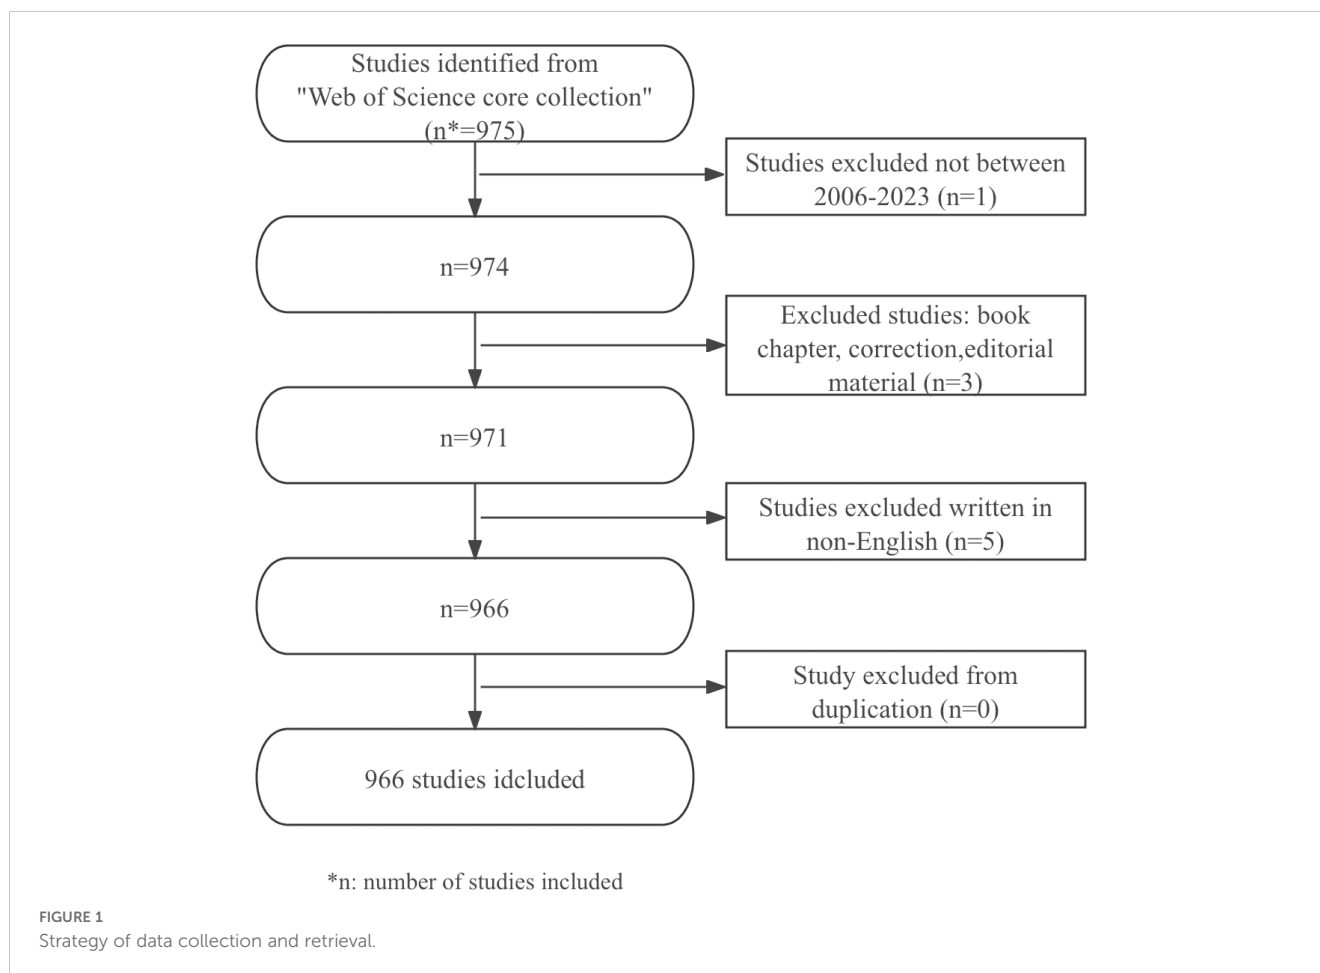 Studies identified from
"Web of Science core collection"
(n*=975)
Studies excluded not between
2006-2023 (n=1)
n=974
Excluded studies: book
chapter, correction,editorial
material (n=3)
n=971
Studies excluded written in
non-English (n=5)
n=966
Study excluded from
duplication (n=0)
966 studies idcluded
*n: number of studies included
FIGURE 1
Strategy of data collection and retrieval.